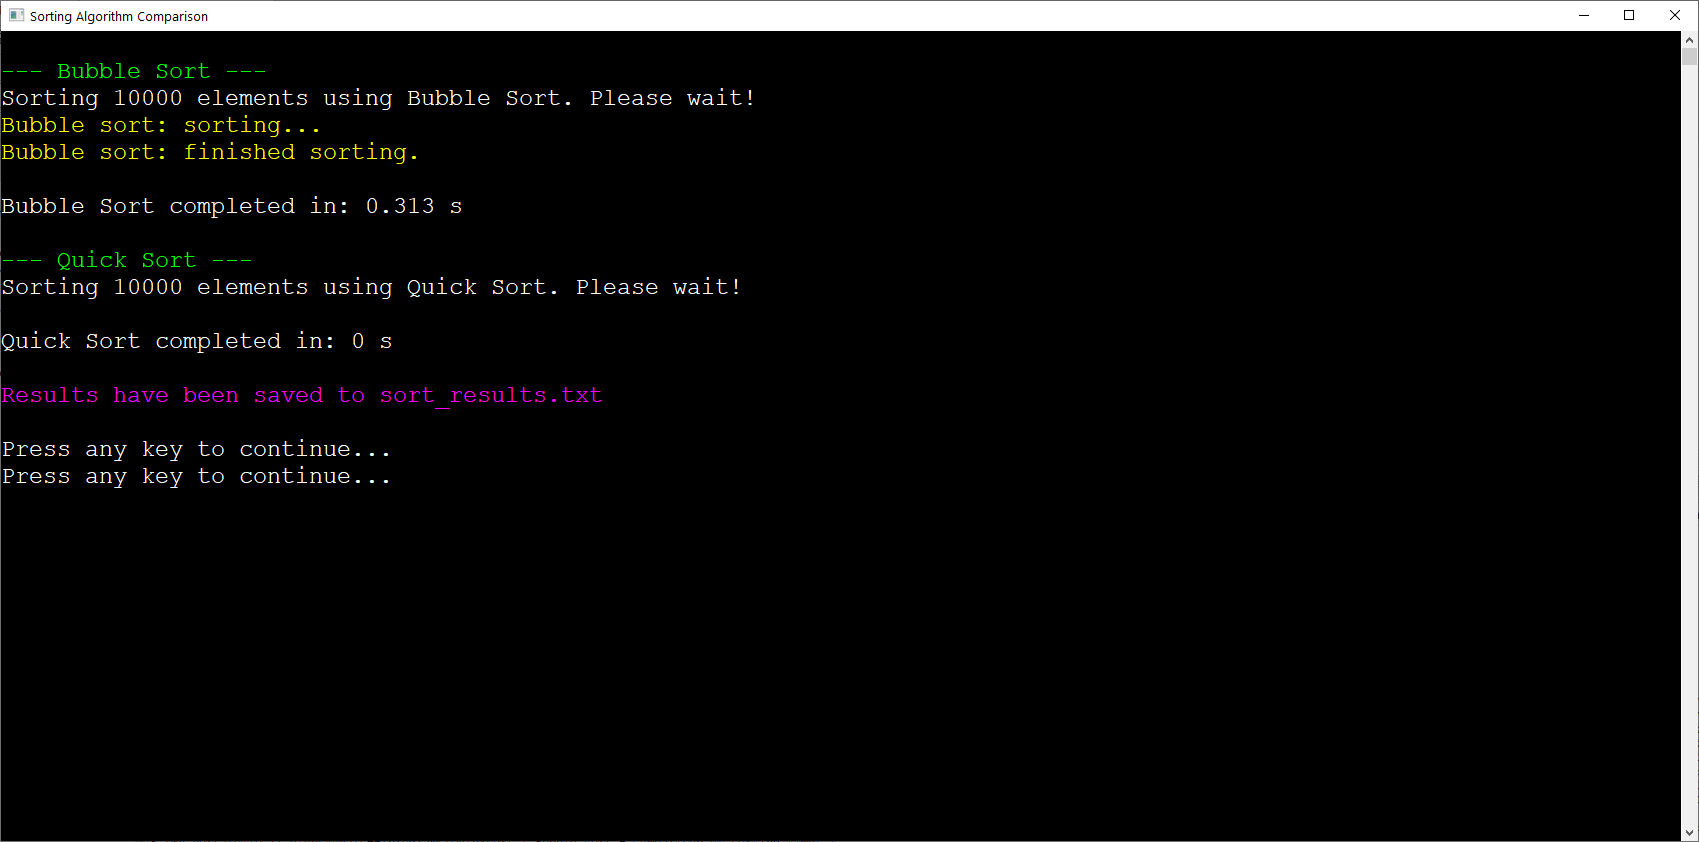 Sorting Algorithm Comparison
--- Bubble Sort ---
Sorting 10000 elements using Bubble Sort. Please wait!
Bubble sort: sorting...
Bubble sort: finished sorting.
Bubble Sort completed in: 0.313 s
--- Quick Sort ---
Sorting 10000 elements using Quick Sort. Please wait!
Quick Sort completed in: 0 s
Results have been saved to sort_results.txt
Press any key to continue...
Press any key to continue...